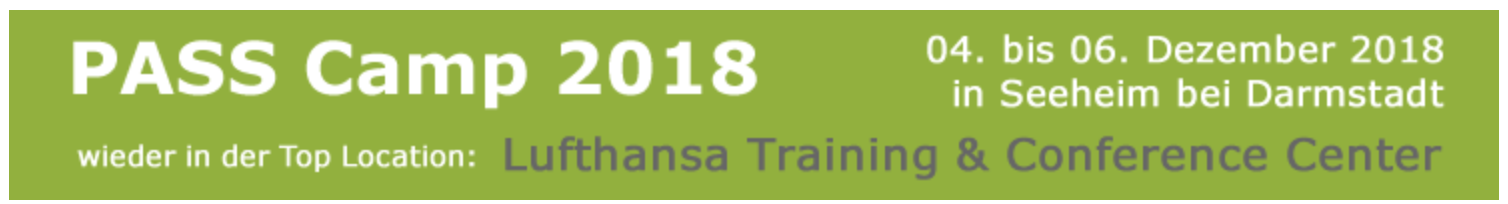 PASS Camp 2018
04. bis 06. Dezember 2018
in Seeheim bei Darmstadt
wieder in der Top Location: Lufthansa Training & Conference Center